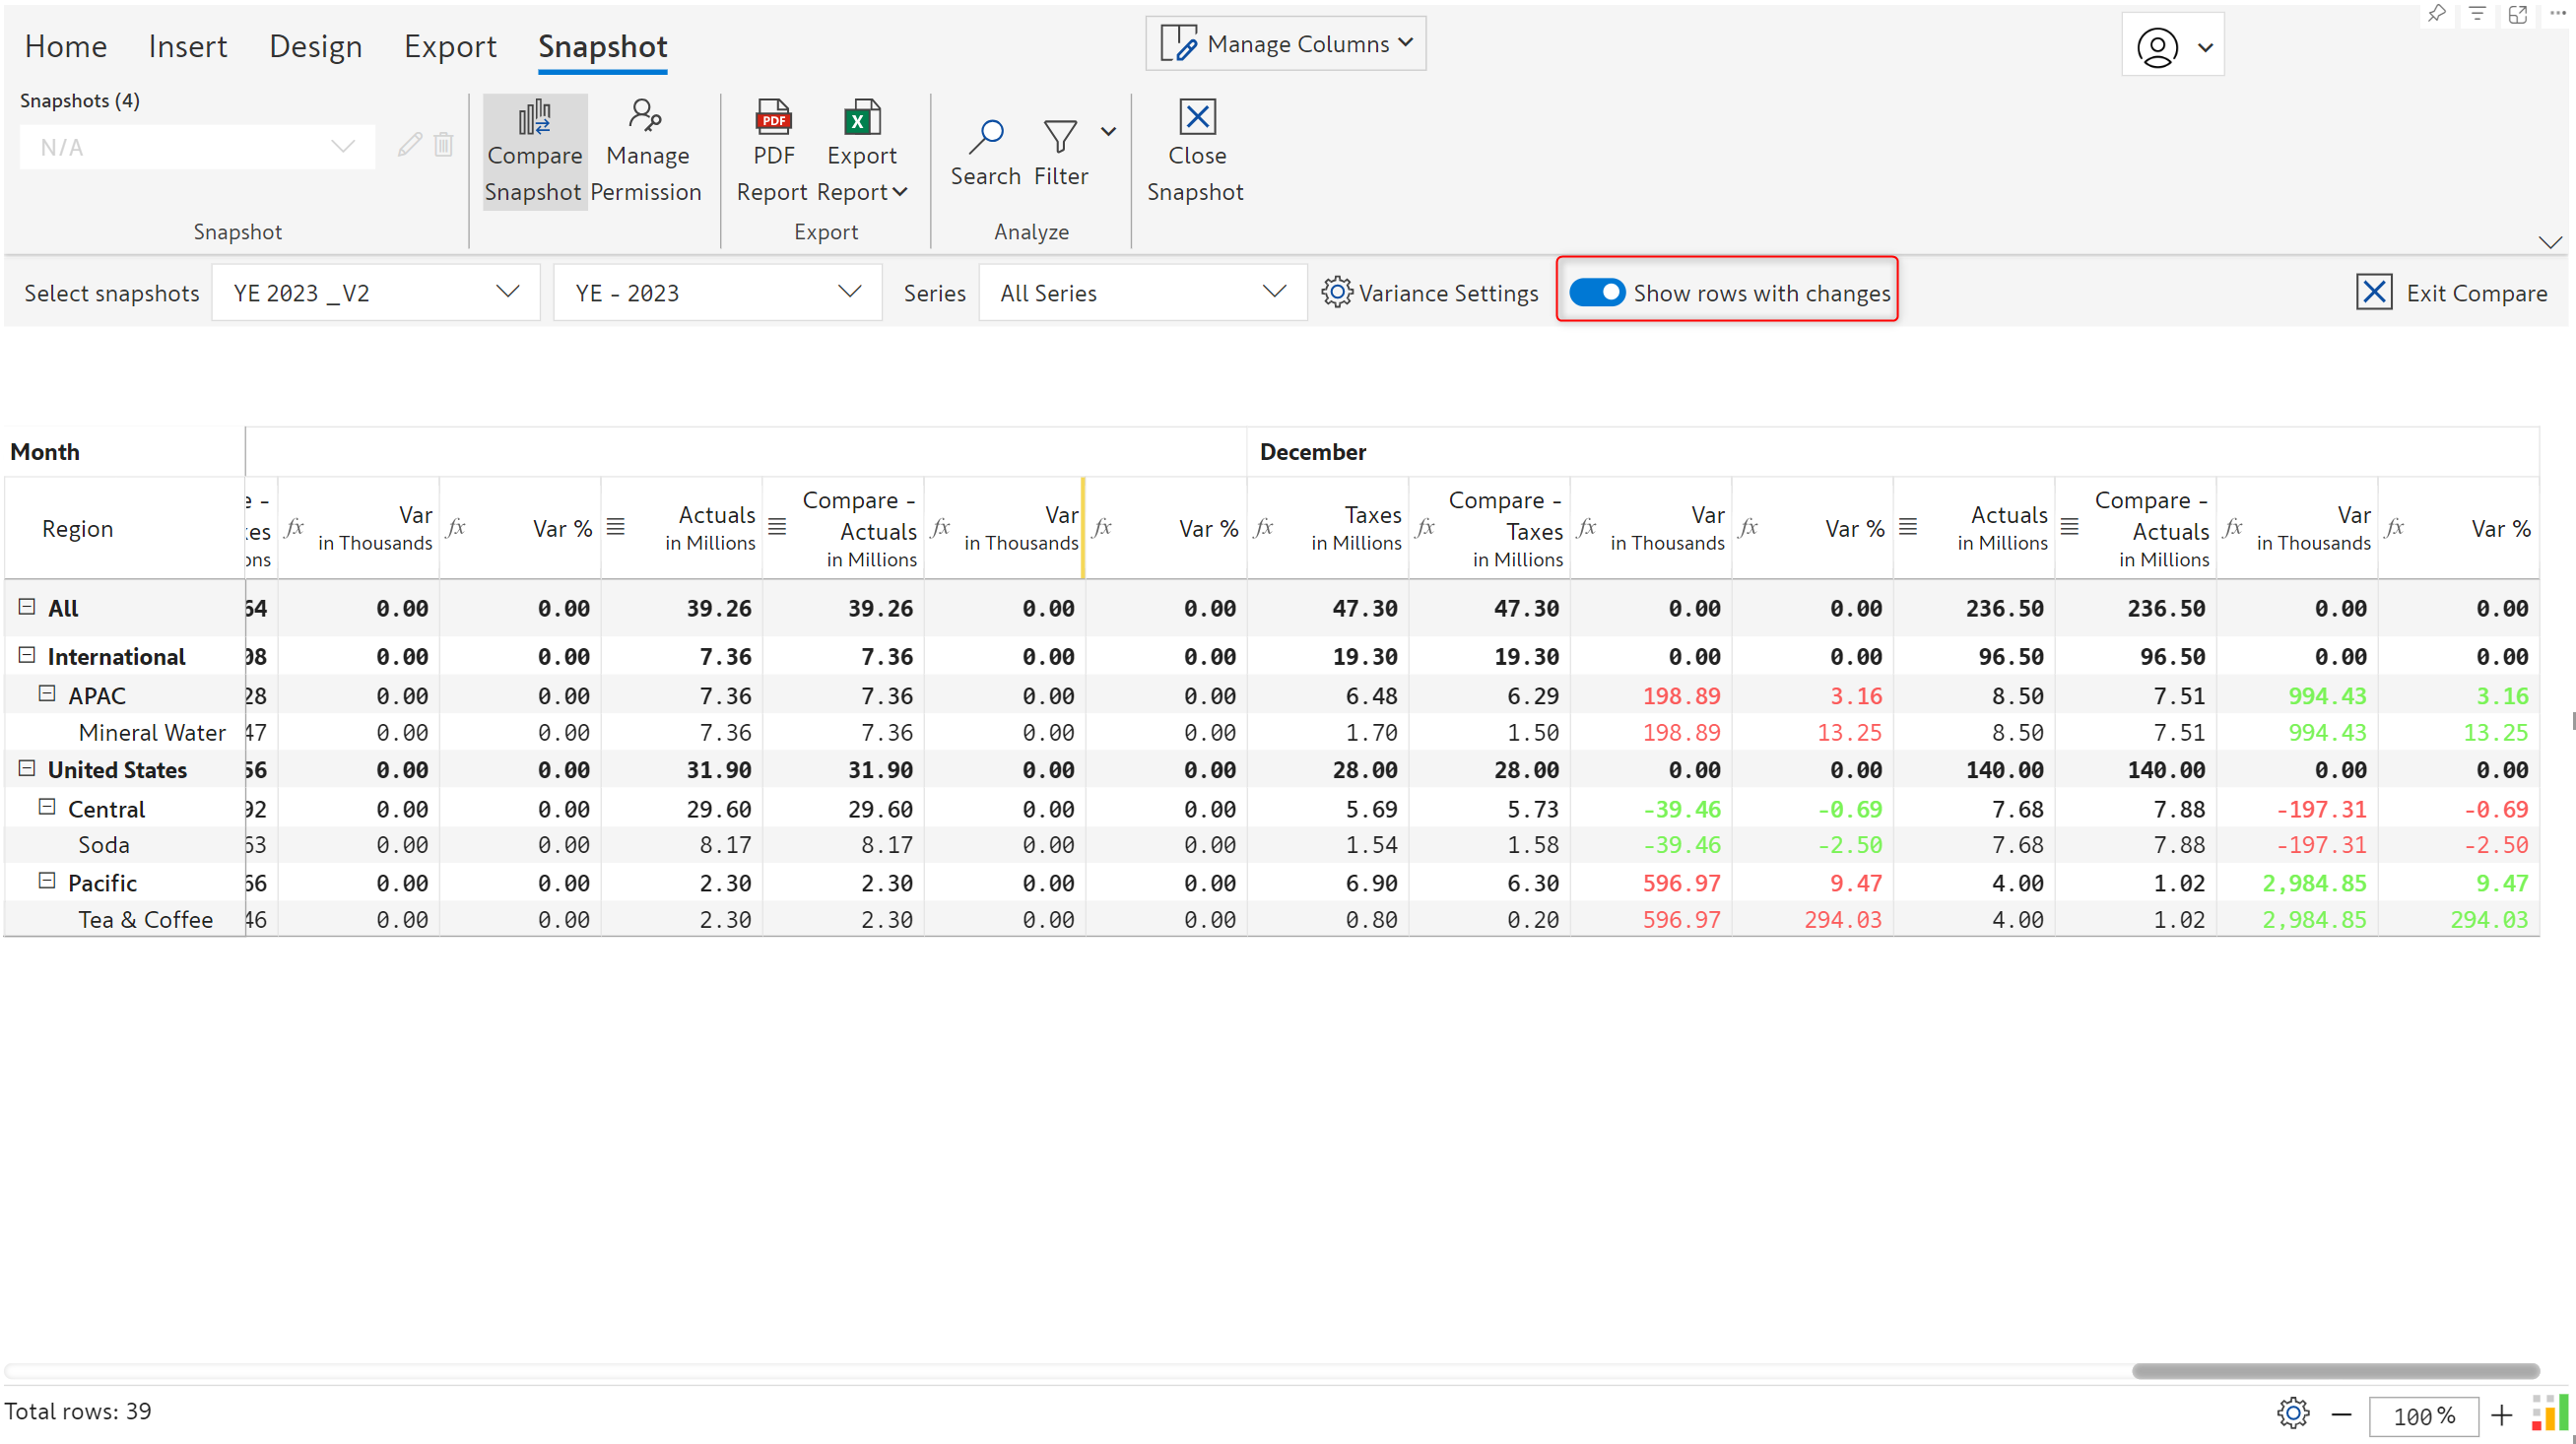 Home Insert Design Export Snapshot Manage Columns
Snapshots (4)
N/A
Compare Snapshot Manage Permission PDF Report Export Report Search Filter Close Snapshot
Snapshot Export Analyze
Select snapshots YE 2023 _V2 YE - 2023 Series All Series Variance Settings Show rows with changes Exit Compare
Month December
Region fx Var in Thousands fx Var % Actuals in Millions Compare - Actuals in Millions fx Var in Thousands fx Var % fx Taxes in Millions fx Compare - Taxes in Millions fx Var in Thousands fx Var % Actuals in Millions Compare - Actuals in Millions fx Var in Thousands fx Var %
All 64 0.00 0.00 39.26 39.26 0.00 0.00 47.30 47.30 0.00 0.00 236.50 236.50 0.00 0.00
International 08 0.00 0.00 7.36 7.36 0.00 0.00 19.30 19.30 0.00 0.00 96.50 96.50 0.00 0.00
APAC 28 0.00 0.00 7.36 7.36 0.00 0.00 6.48 6.29 198.89 3.16 8.50 7.51 994.43 3.16
Mineral Water 47 0.00 0.00 7.36 7.36 0.00 0.00 1.70 1.50 198.89 13.25 8.50 7.51 994.43 13.25
United States 56 0.00 0.00 31.90 31.90 0.00 0.00 28.00 28.00 0.00 0.00 140.00 140.00 0.00 0.00
Central 92 0.00 0.00 29.60 29.60 0.00 0.00 5.69 5.73 -39.46 -0.69 7.68 7.88 -197.31 -0.69
Soda 63 0.00 0.00 8.17 8.17 0.00 0.00 1.54 1.58 -39.46 -2.50 7.68 7.88 -197.31 -2.50
Pacific 66 0.00 0.00 2.30 2.30 0.00 0.00 6.90 6.30 596.97 9.47 4.00 1.02 2,984.85 9.47
Tea & Coffee 46 0.00 0.00 2.30 2.30 0.00 0.00 0.80 0.20 596.97 294.03 4.00 1.02 2,984.85 294.03
Total rows: 39 100%